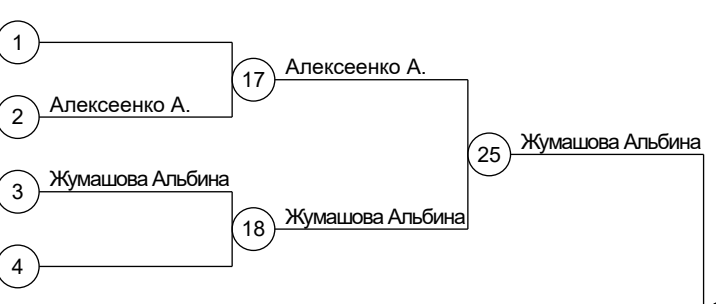 1
17 Алексеенко А.
2 Алексеенко А.
25 Жумашова Альбина
3 Жумашова Альбина
18 Жумашова Альбина
4